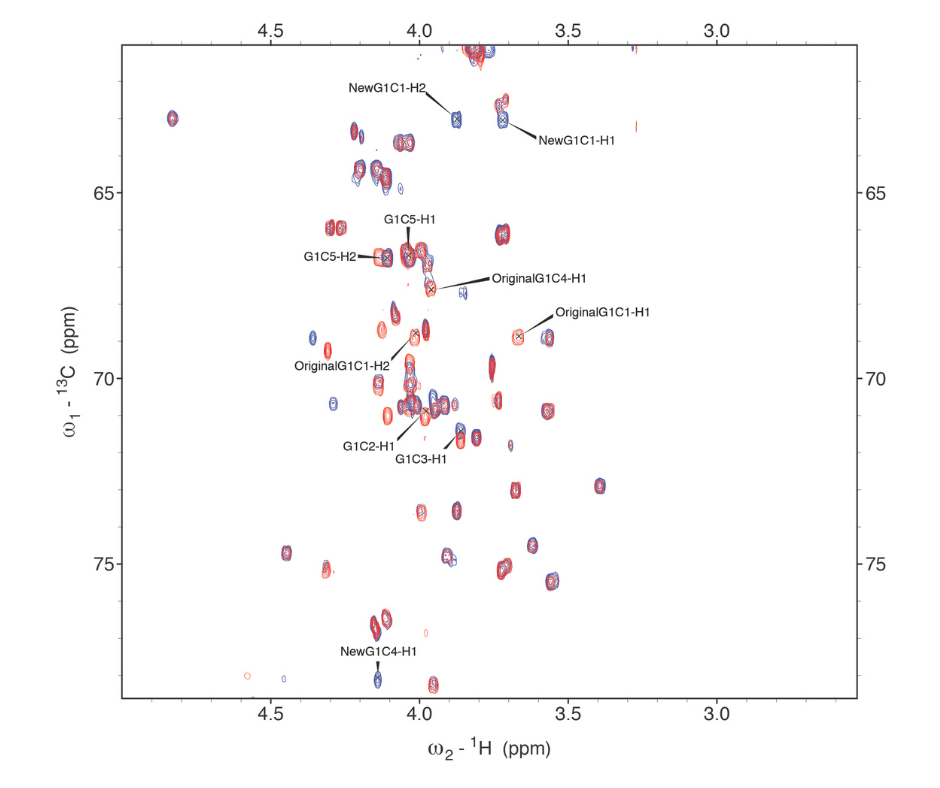 4.5 4.0 3.5 3.0
NewG1C1-H2
NewG1C1-H1
65 65
G1C5-H1
G1C5-H2
OriginalG1C4-H1
OriginalG1C1-H1
OriginalG1C1-H2
70 70
ω1 - 13C (ppm)
G1C2-H1
G1C3-H1
75 75
NewG1C4-H1
4.5 4.0 3.5 3.0
ω2 - 1H (ppm)